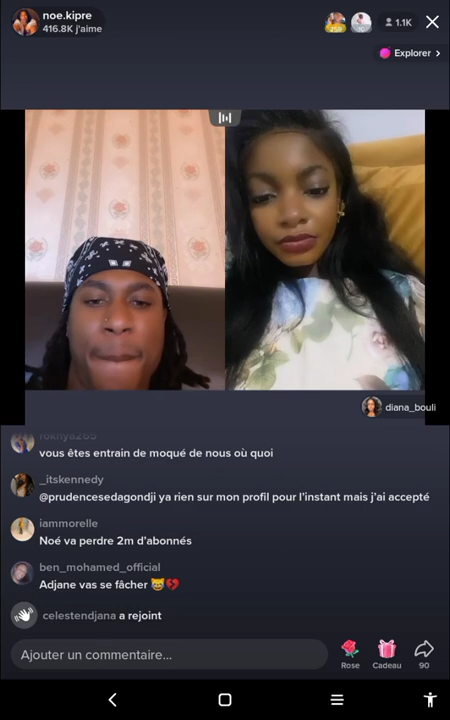 noe.kipre
416.8K j'aime
1.1K
Explorer
diana_bouli
vous êtes entrain de moqué de nous où quoi
_itskennedy
@prudencesedagondji ya rien sur mon profil pour l'instant mais j'ai accepté
iammorelle
Noé va perdre 2m d'abonnés
ben_mohamed_official
Adjane vas se fâcher 😹💔
celestendjana a rejoint
Ajouter un commentaire...
Rose
Cadeau
90